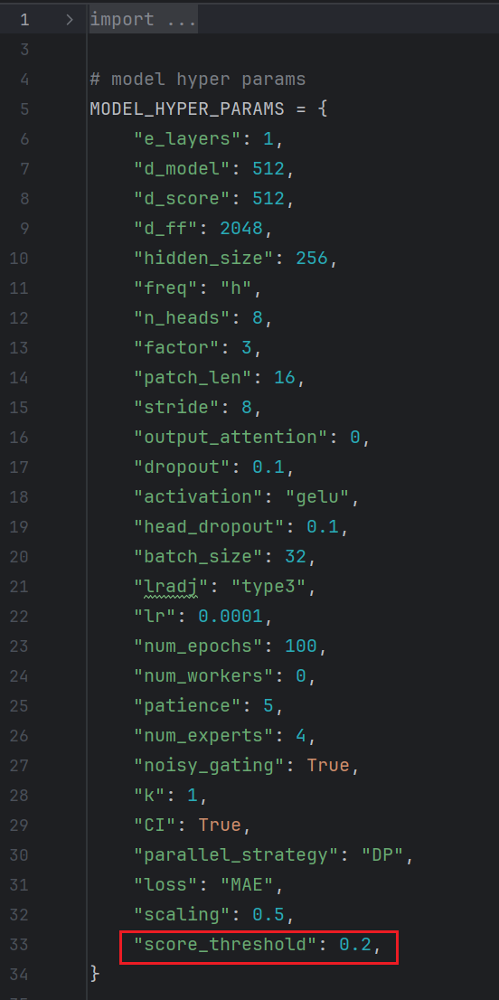 1 import ...
3
4 # model hyper params
5 MODEL_HYPER_PARAMS = {
6 "e_layers": 1,
7 "d_model": 512,
8 "d_score": 512,
9 "d_ff": 2048,
10 "hidden_size": 256,
11 "freq": "h",
12 "n_heads": 8,
13 "factor": 3,
14 "patch_len": 16,
15 "stride": 8,
16 "output_attention": 0,
17 "dropout": 0.1,
18 "activation": "gelu",
19 "head_dropout": 0.1,
20 "batch_size": 32,
21 "lradj": "type3",
22 "lr": 0.0001,
23 "num_epochs": 100,
24 "num_workers": 0,
25 "patience": 5,
26 "num_experts": 4,
27 "noisy_gating": True,
28 "k": 1,
29 "CI": True,
30 "parallel_strategy": "DP",
31 "loss": "MAE",
32 "scaling": 0.5,
33 "score_threshold": 0.2,
34 }